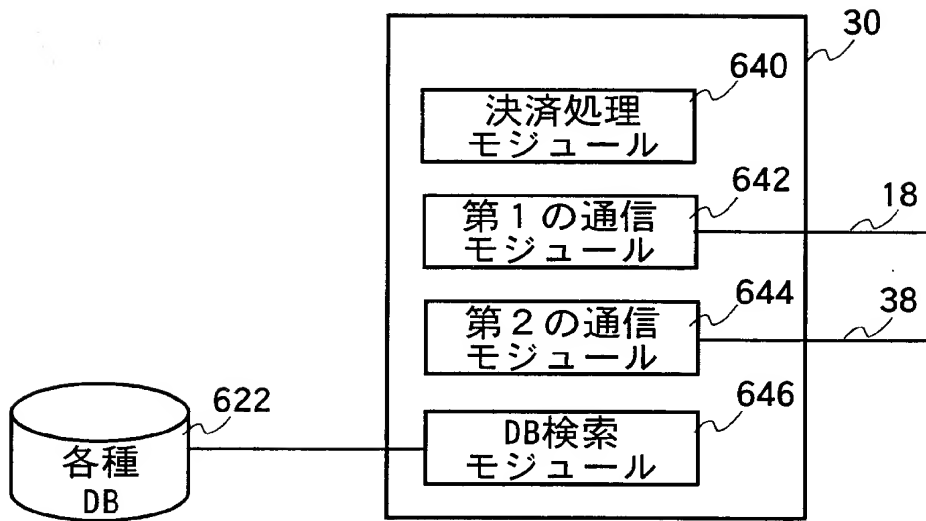 30
640
決済処理
モジュール
642
第1の通信
モジュール
18
644
第2の通信
モジュール
38
646
DB検索
モジュール
622
各種
DB